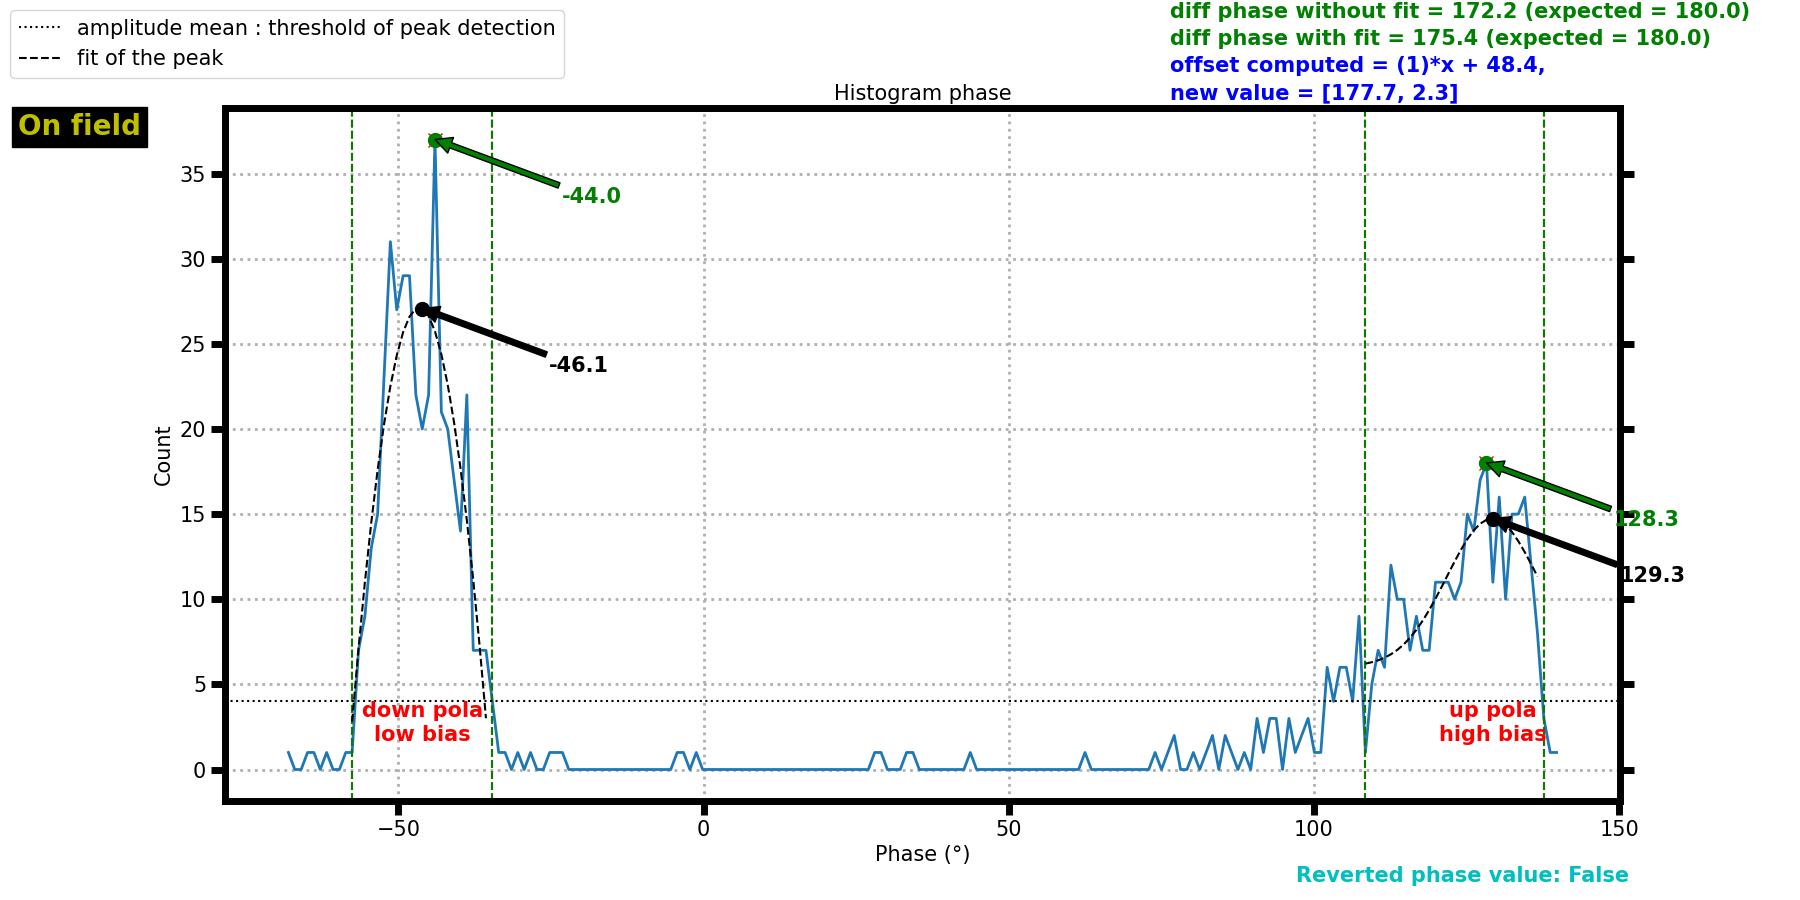 amplitude mean : threshold of peak detection
fit of the peak
diff phase without fit = 172.2 (expected = 180.0)
diff phase with fit = 175.4 (expected = 180.0)
offset computed = (1)*x + 48.4,
new value = [177.7, 2.3]
Histogram phase
On field
35
30
25
20
15
10
5
0
Count
-44.0
-46.1
128.3
129.3
down pola
low bias
up pola
high bias
−50
0
50
100
150
Phase (°)
Reverted phase value: False